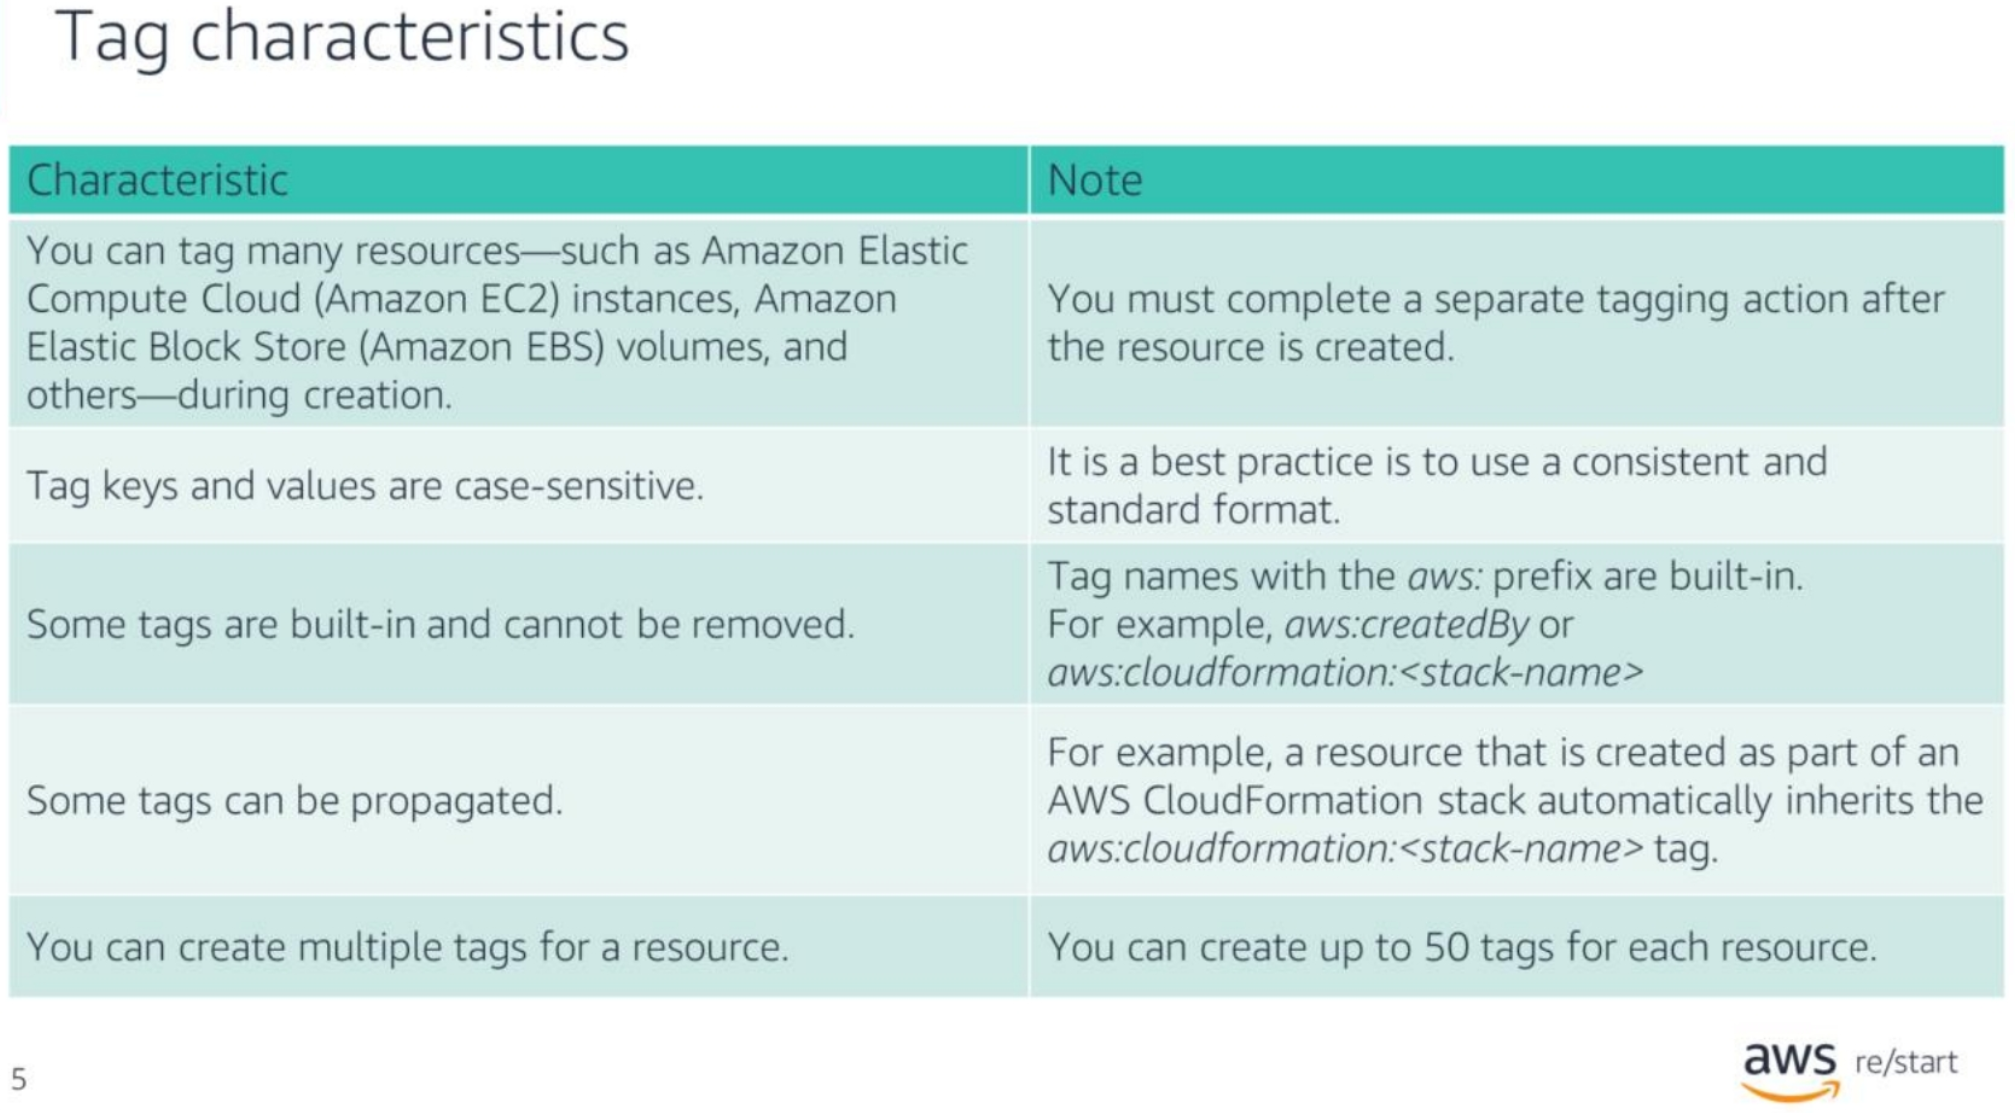 Tag characteristics
Characteristic
Note
You can tag many resources—such as Amazon Elastic
Compute Cloud (Amazon EC2) instances, Amazon
Elastic Block Store (Amazon EBS) volumes, and
others—during creation.
You must complete a separate tagging action after
the resource is created.
Tag keys and values are case-sensitive.
It is a best practice is to use a consistent and
standard format.
Some tags are built-in and cannot be removed.
Tag names with the aws: prefix are built-in.
For example, aws:createdBy or
aws:cloudformation:<stack-name>
Some tags can be propagated.
For example, a resource that is created as part of an
AWS CloudFormation stack automatically inherits the
aws:cloudformation:<stack-name> tag.
You can create multiple tags for a resource.
You can create up to 50 tags for each resource.
5
aws re/start